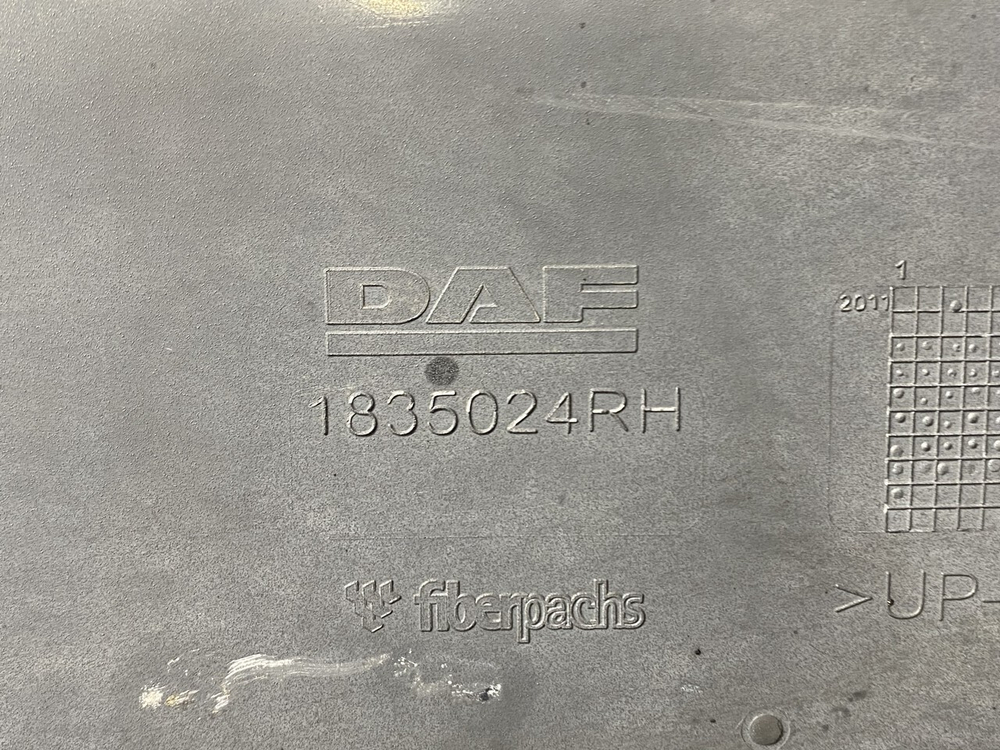 DAF
1835024RH
1
2011
fiberpachs
>UP-